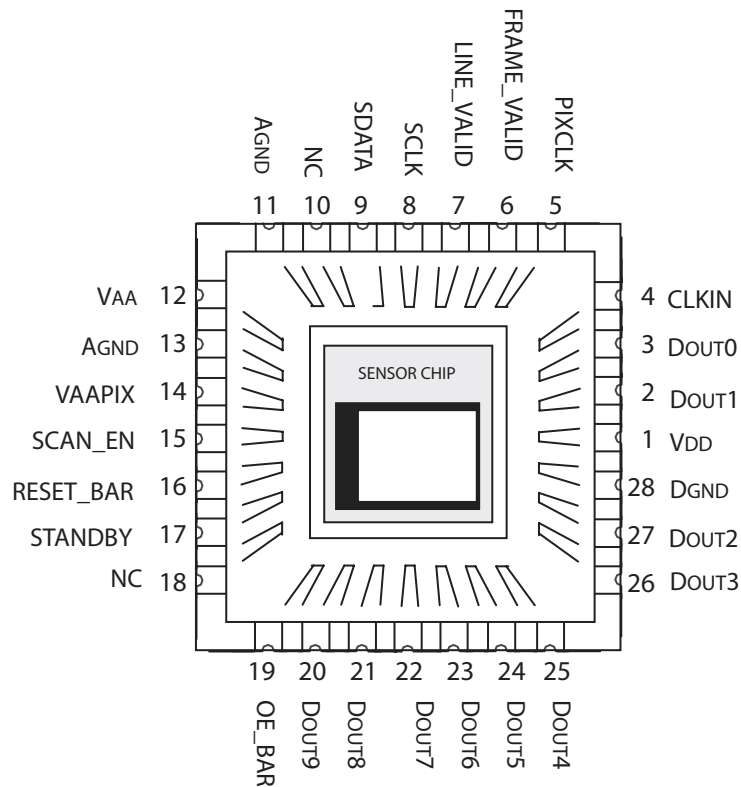 AGND
NC
SDATA
SCLK
LINE_VALID
FRAME_VALID
PIXCLK
11 10 9 8 7 6 5
VAA 12
AGND 13
VAAPIX 14
SCAN_EN 15
RESET_BAR 16
STANDBY 17
NC 18
SENSOR CHIP
4 CLKIN
3 DOUT0
2 DOUT1
1 VDD
28 DGND
27 DOUT2
26 DOUT3
19 20 21 22 23 24 25
OE_BAR
DOUT9
DOUT8
DOUT7
DOUT6
DOUT5
DOUT4